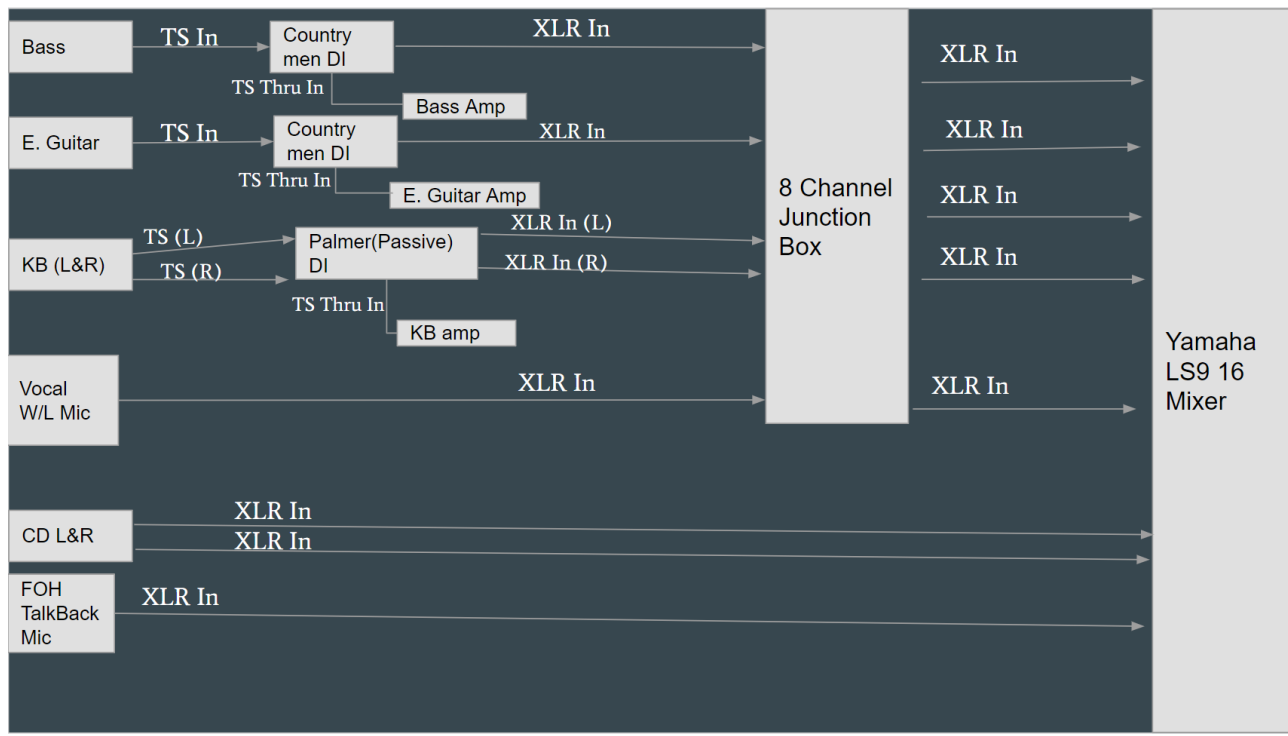 Bass
TS In
Country
men DI
XLR In
XLR In
TS Thru In
Bass Amp
E. Guitar
TS In
Country
men DI
XLR In
XLR In
TS Thru In
E. Guitar Amp
8 Channel
Junction
Box
KB (L&R)
TS (L)
TS (R)
Palmer(Passive)
DI
XLR In (L)
XLR In (R)
XLR In
XLR In
TS Thru In
KB amp
Vocal
W/L Mic
XLR In
XLR In
Yamaha
LS9 16
Mixer
CD L&R
XLR In
XLR In
FOH
TalkBack
Mic
XLR In